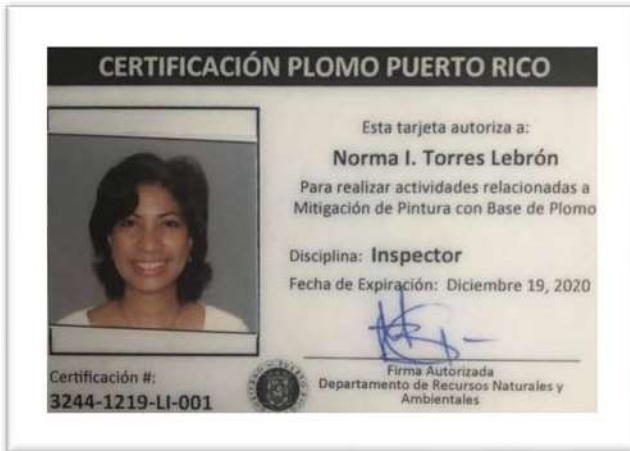 CERTIFICACIÓN PLOMO PUERTO RICO
Esta tarjeta autoriza a:
Norma I. Torres Lebrón
Para realizar actividades relacionadas a
Mitigación de Pintura con Base de Plomo
Disciplina: Inspector
Fecha de Expiración: Diciembre 19, 2020
Firma Autorizada
Departamento de Recursos Naturales y
Ambientales
Certificación #:
3244-1219-LI-001